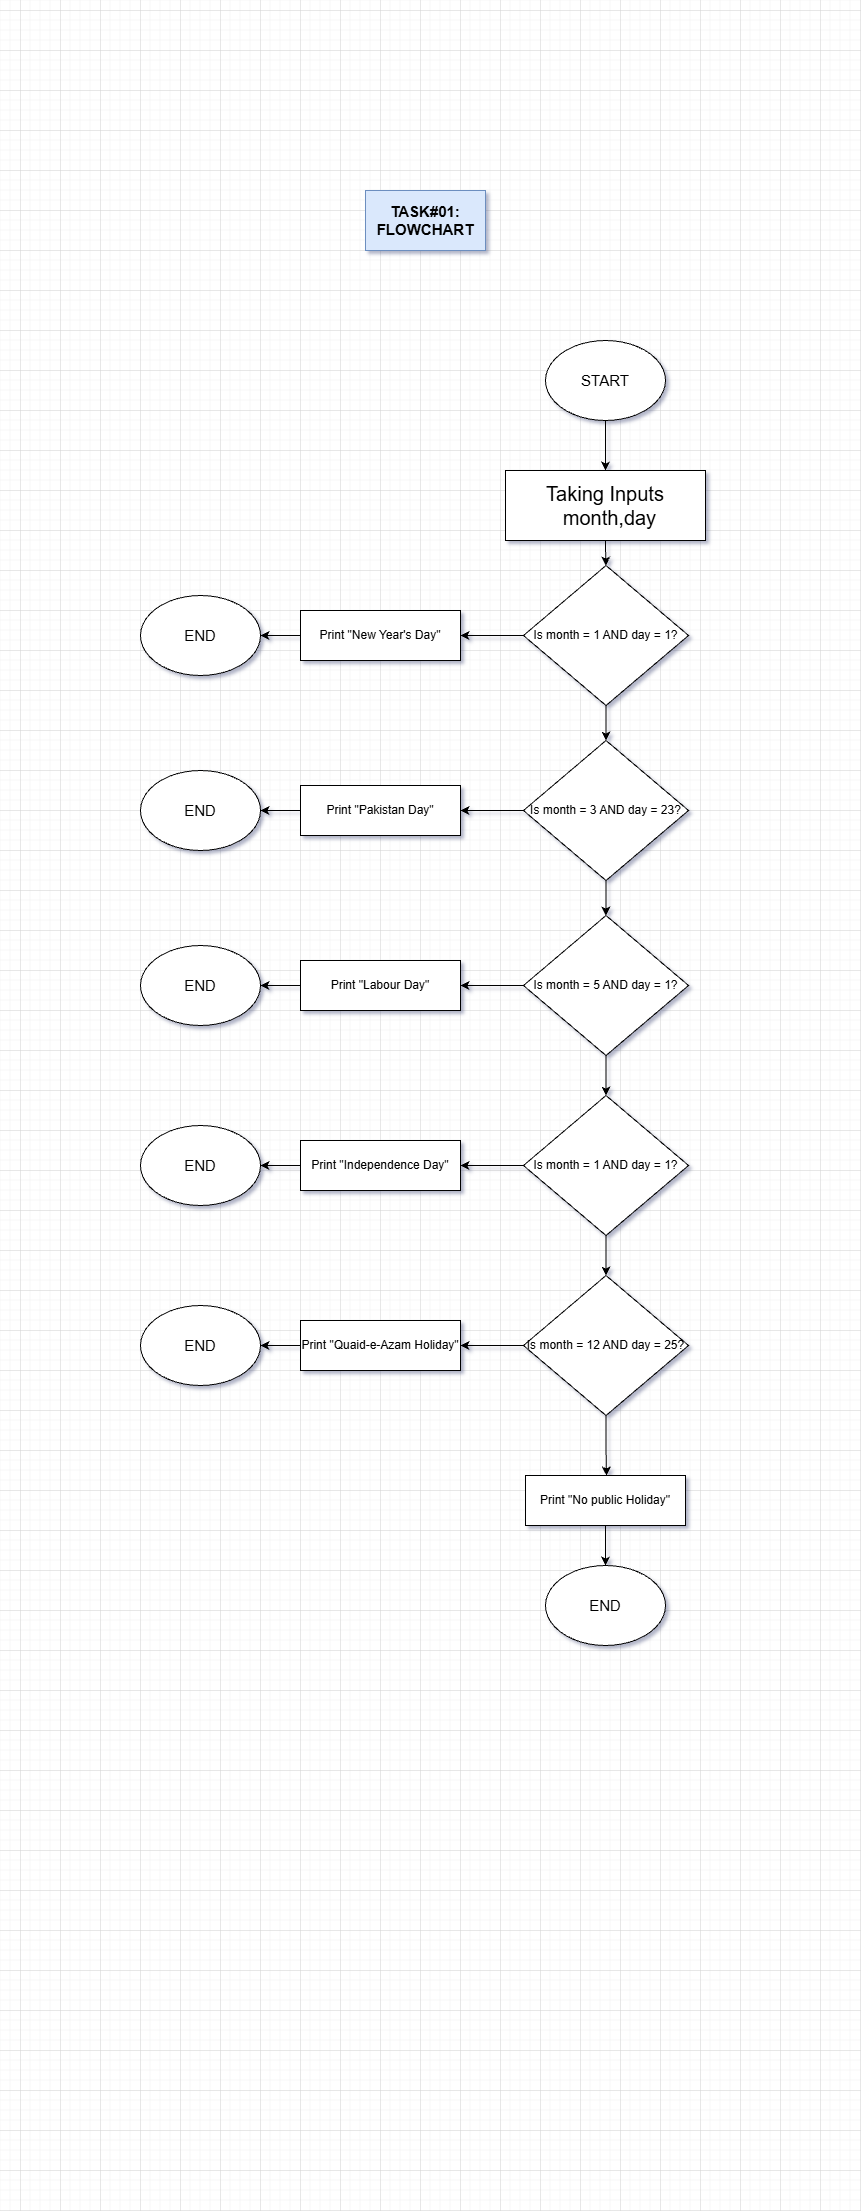 TASK#01:
FLOWCHART
START
Taking Inputs
month,day
Is month = 1 AND day = 1?
Print "New Year's Day"
END
Is month = 3 AND day = 23?
Print "Pakistan Day"
END
Is month = 5 AND day = 1?
Print "Labour Day"
END
Is month = 1 AND day = 1?
Print "Independence Day"
END
Is month = 12 AND day = 25?
Print "Quaid-e-Azam Holiday"
END
Print "No public Holiday"
END